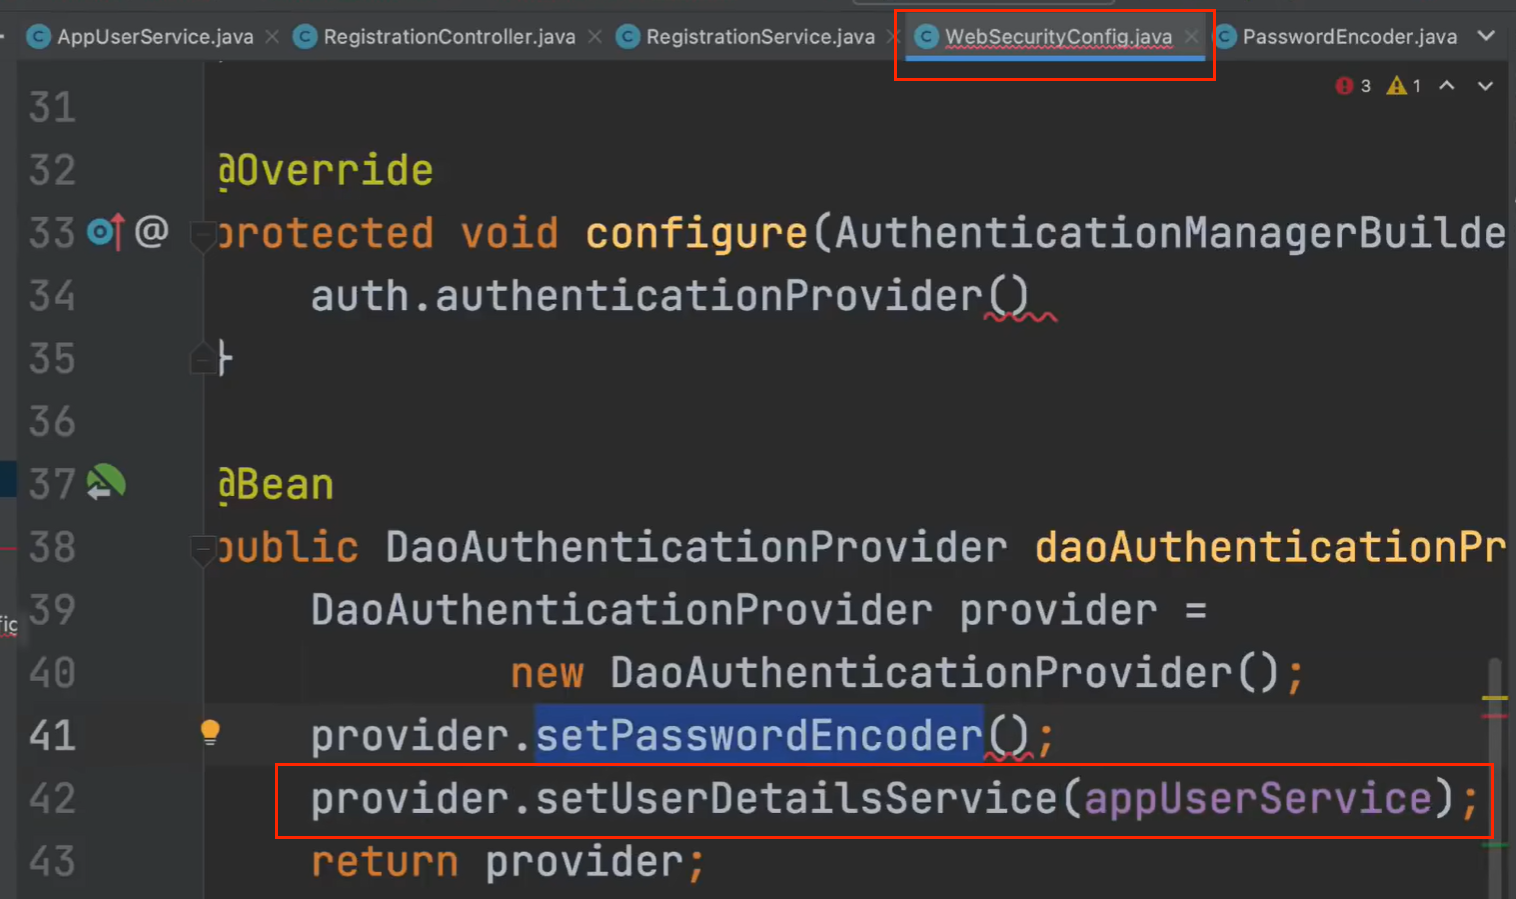 AppUserService.java RegistrationController.java RegistrationService.java WebSecurityConfig.java PasswordEncoder.java
3 1
31
32 @Override
33 @ protected void configure(AuthenticationManagerBuilde
34 auth.authenticationProvider()
35 }
36
37 @Bean
38 public DaoAuthenticationProvider daoAuthenticationPr
39 DaoAuthenticationProvider provider =
40 new DaoAuthenticationProvider();
41 provider.setPasswordEncoder();
42 provider.setUserDetailsService(appUserService);
43 return provider;
fig